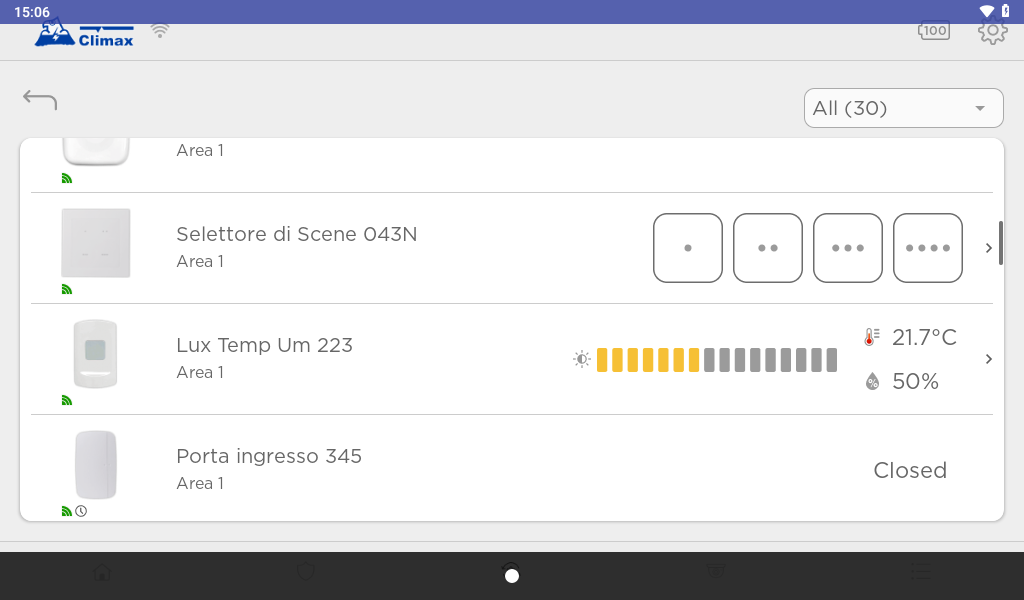 15:06
Climax
100
All (30)
Area 1
Selettore di Scene 043N
Area 1
Lux Temp Um 223
Area 1
21.7°C
50%
Porta ingresso 345
Area 1
Closed